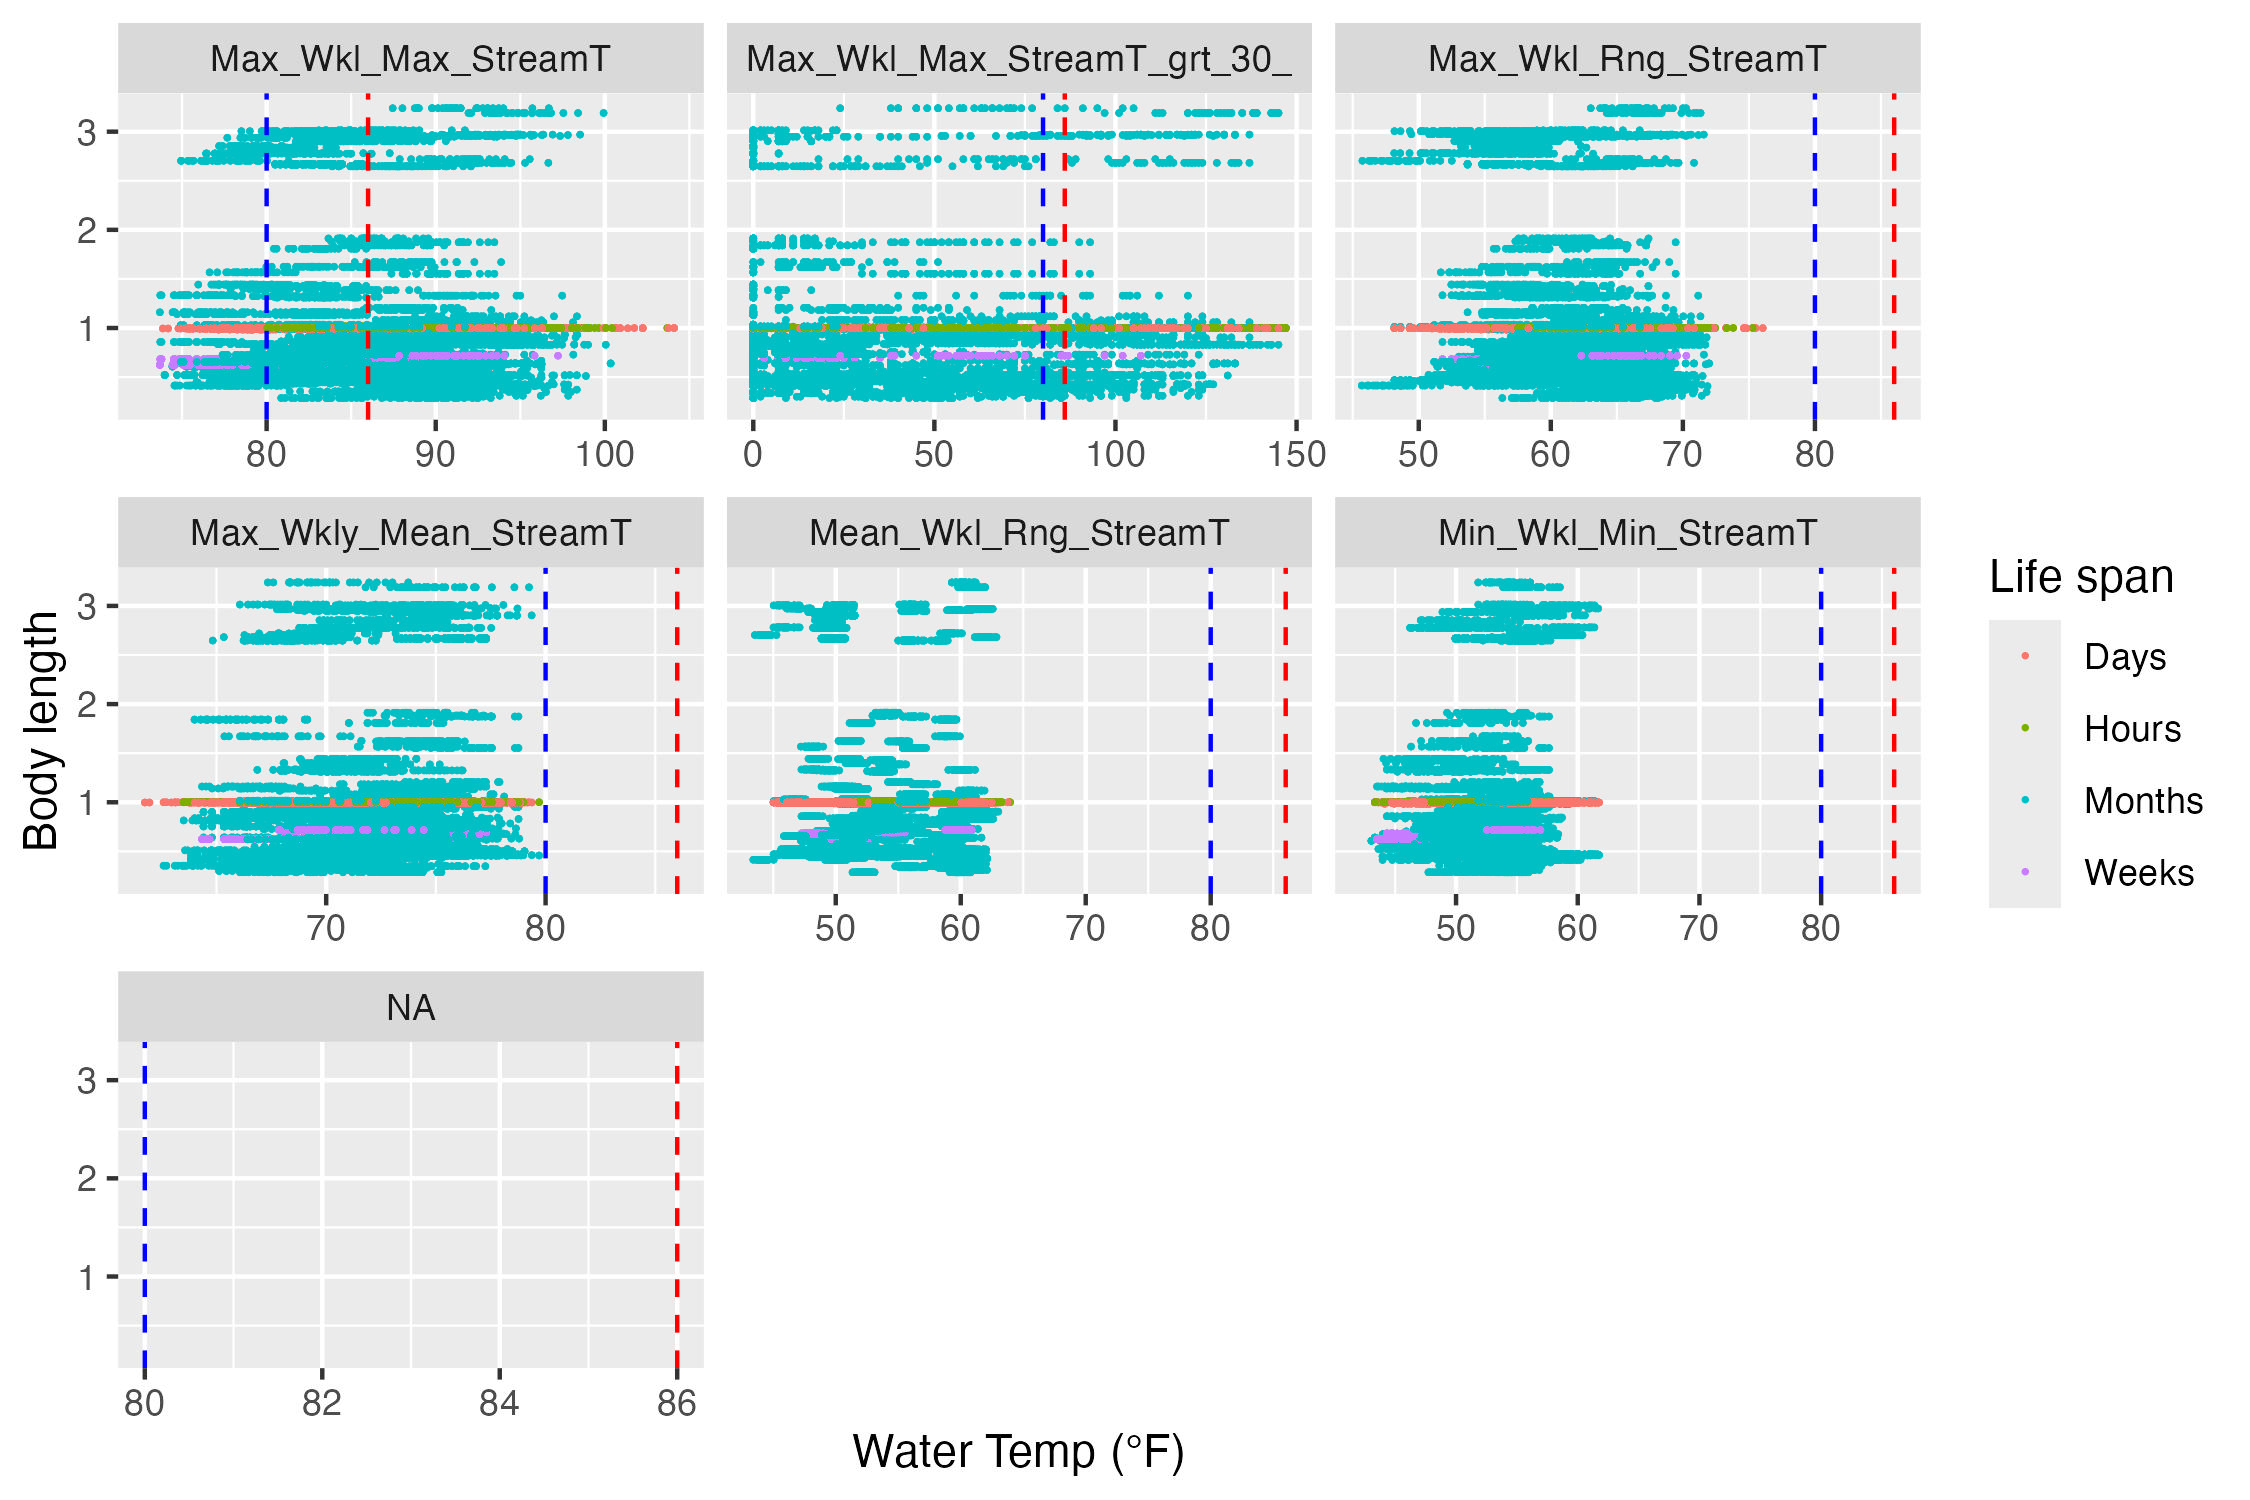 Max_Wkl_Max_StreamT
Max_Wkl_Max_StreamT_grt_30_
Max_Wkl_Rng_StreamT
3
2
1
80 90 100
0 50 100 150
50 60 70 80
Max_Wkly_Mean_StreamT
Mean_Wkl_Rng_StreamT
Min_Wkl_Min_StreamT
3
2
1
70 80
50 60 70 80
50 60 70 80
NA
3
2
1
80 82 84 86
Body length
Water Temp (°F)
Life span
Days
Hours
Months
Weeks